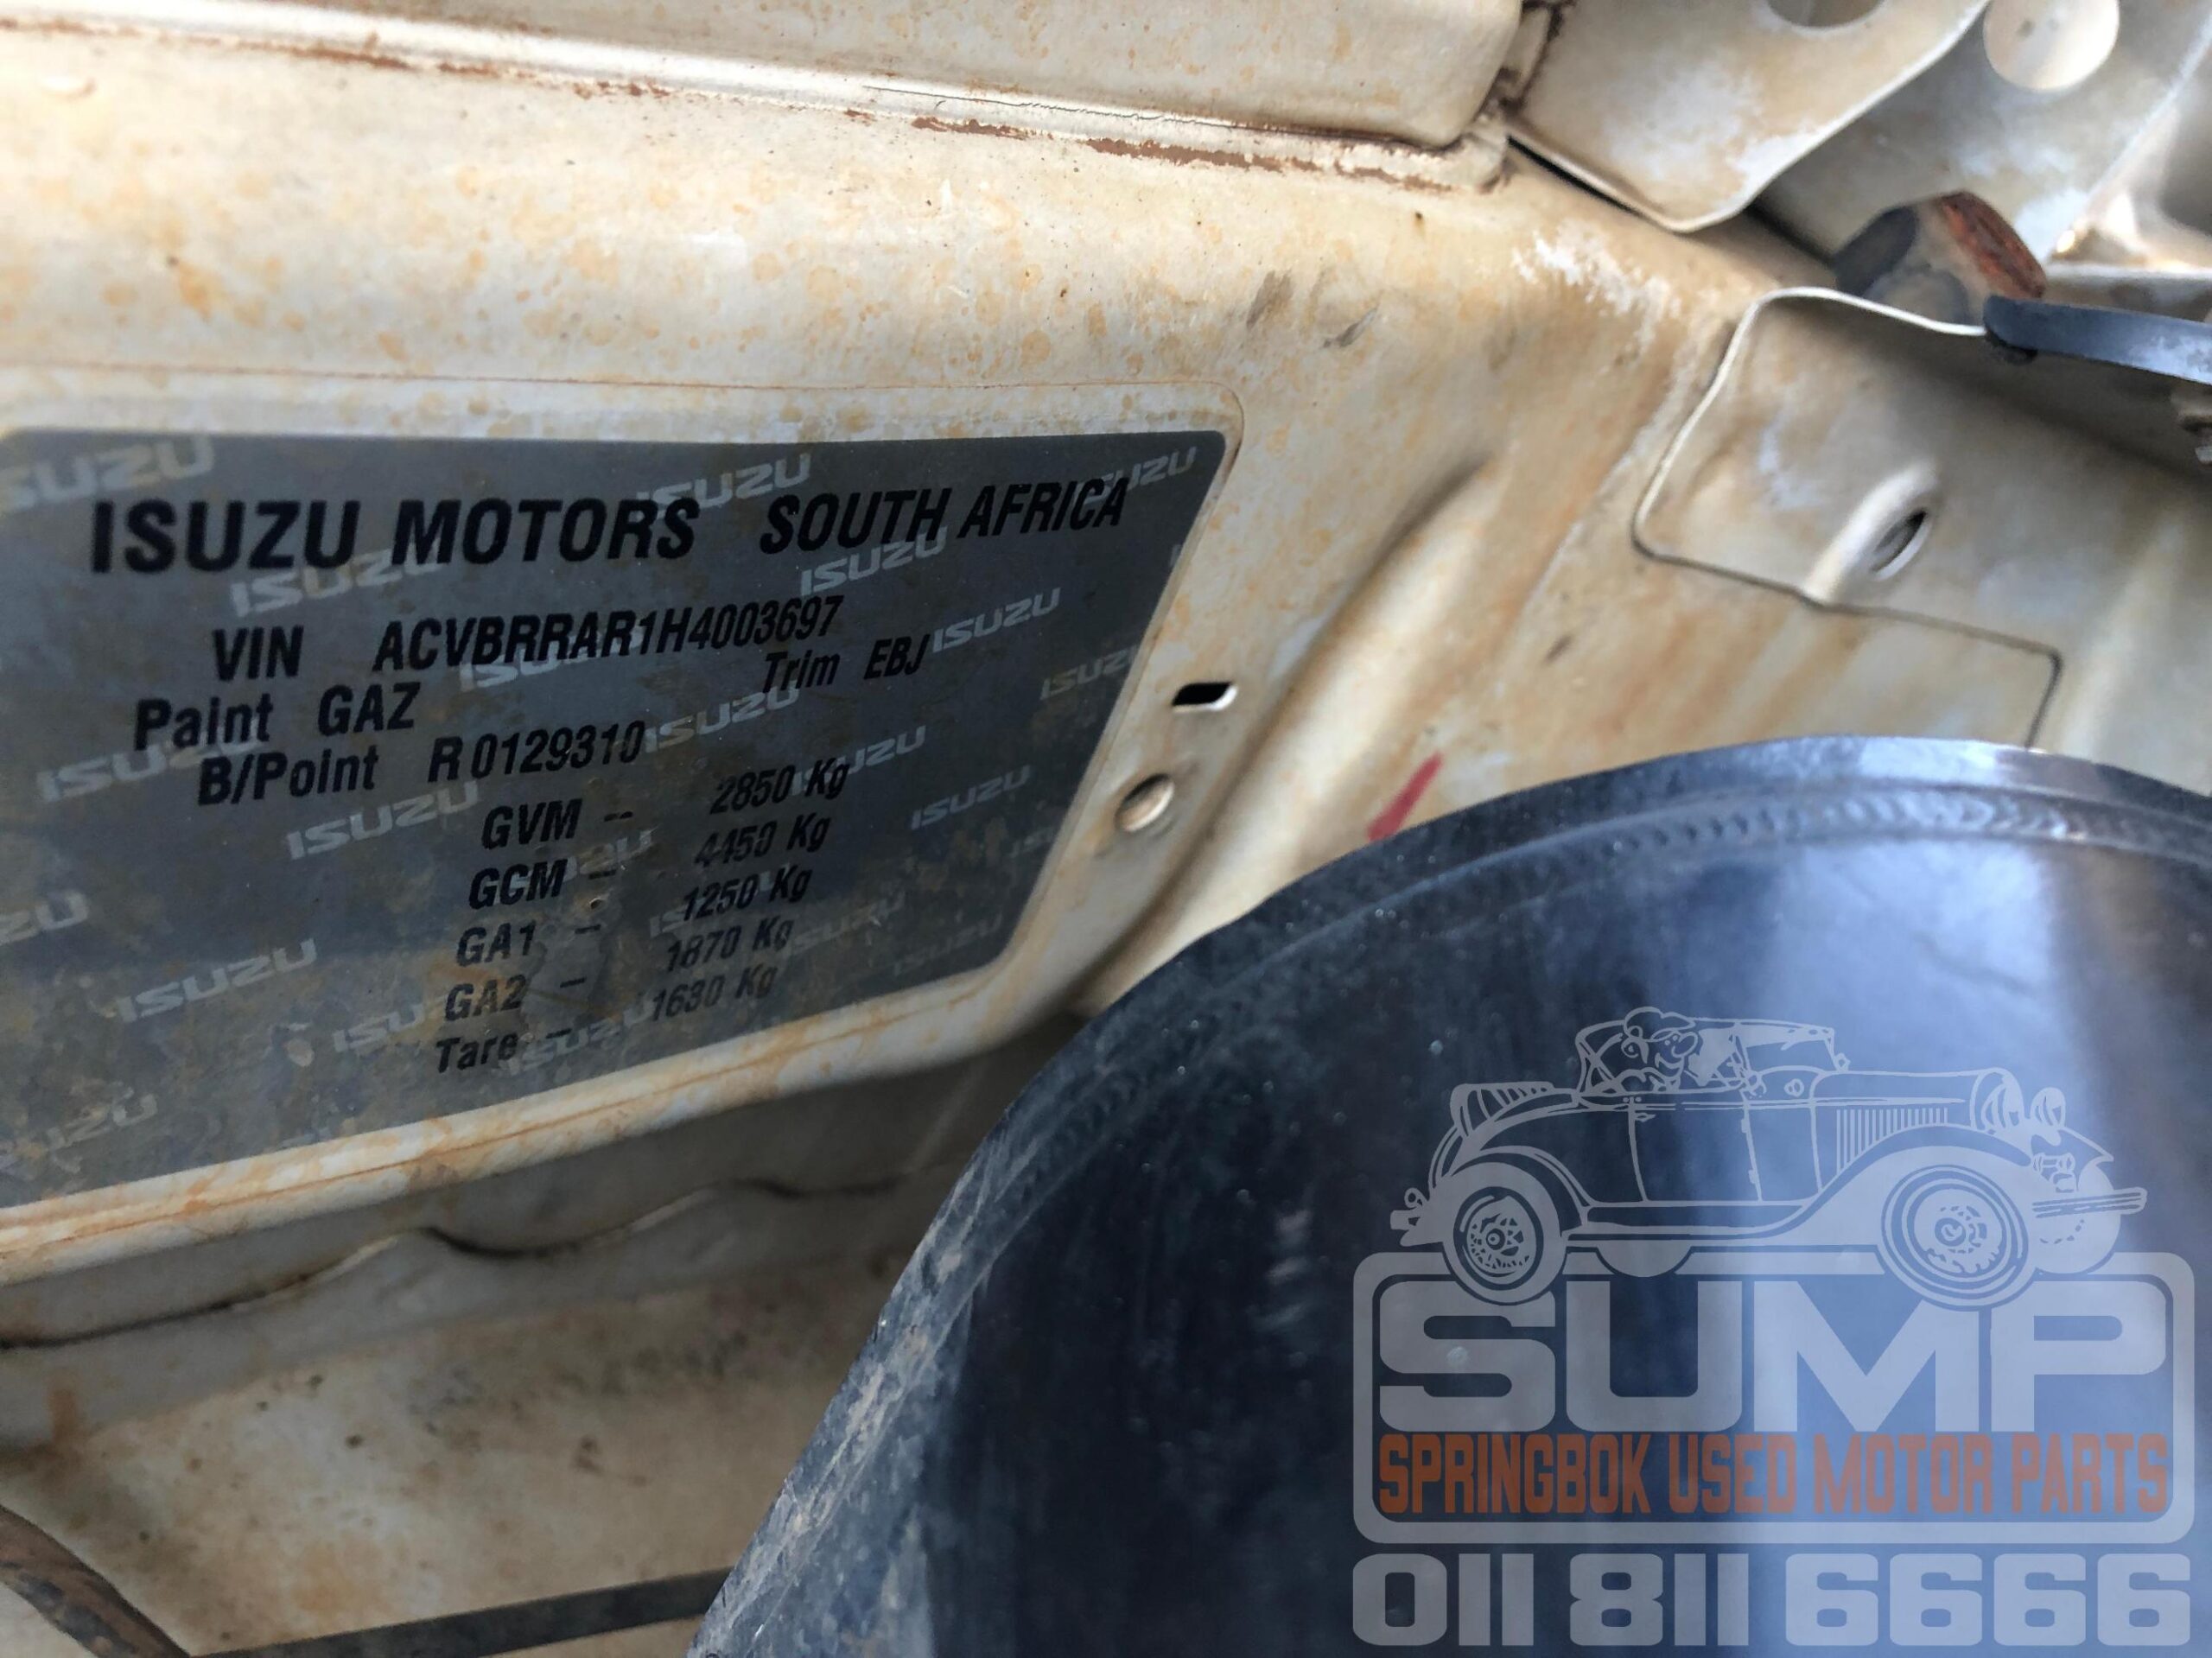 ISUZU MOTORS SOUTH AFRICA
VIN ACVBRRAR1H4003697
Paint GAZ Trim EBJ
B/Point R0129310
GVM -- 2850 Kg
GCM - 4450 Kg
GA1 - 1250 Kg
GA2 - 1870 Kg
Tare - 1630 Kg
SUMP
SPRINGBOK USED MOTOR PARTS
011 811 6666